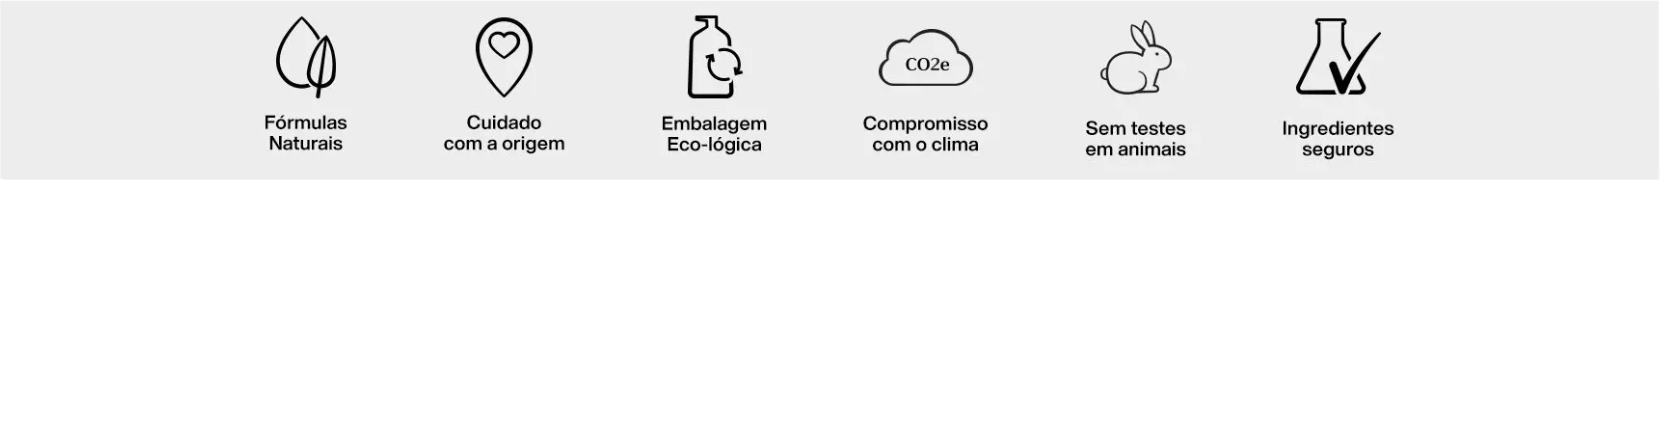 CO2e
Fórmulas
Naturais
Cuidado
com a origem
Embalagem
Eco-lógica
Compromisso
com o clima
Sem testes
em animais
Ingredientes
seguros